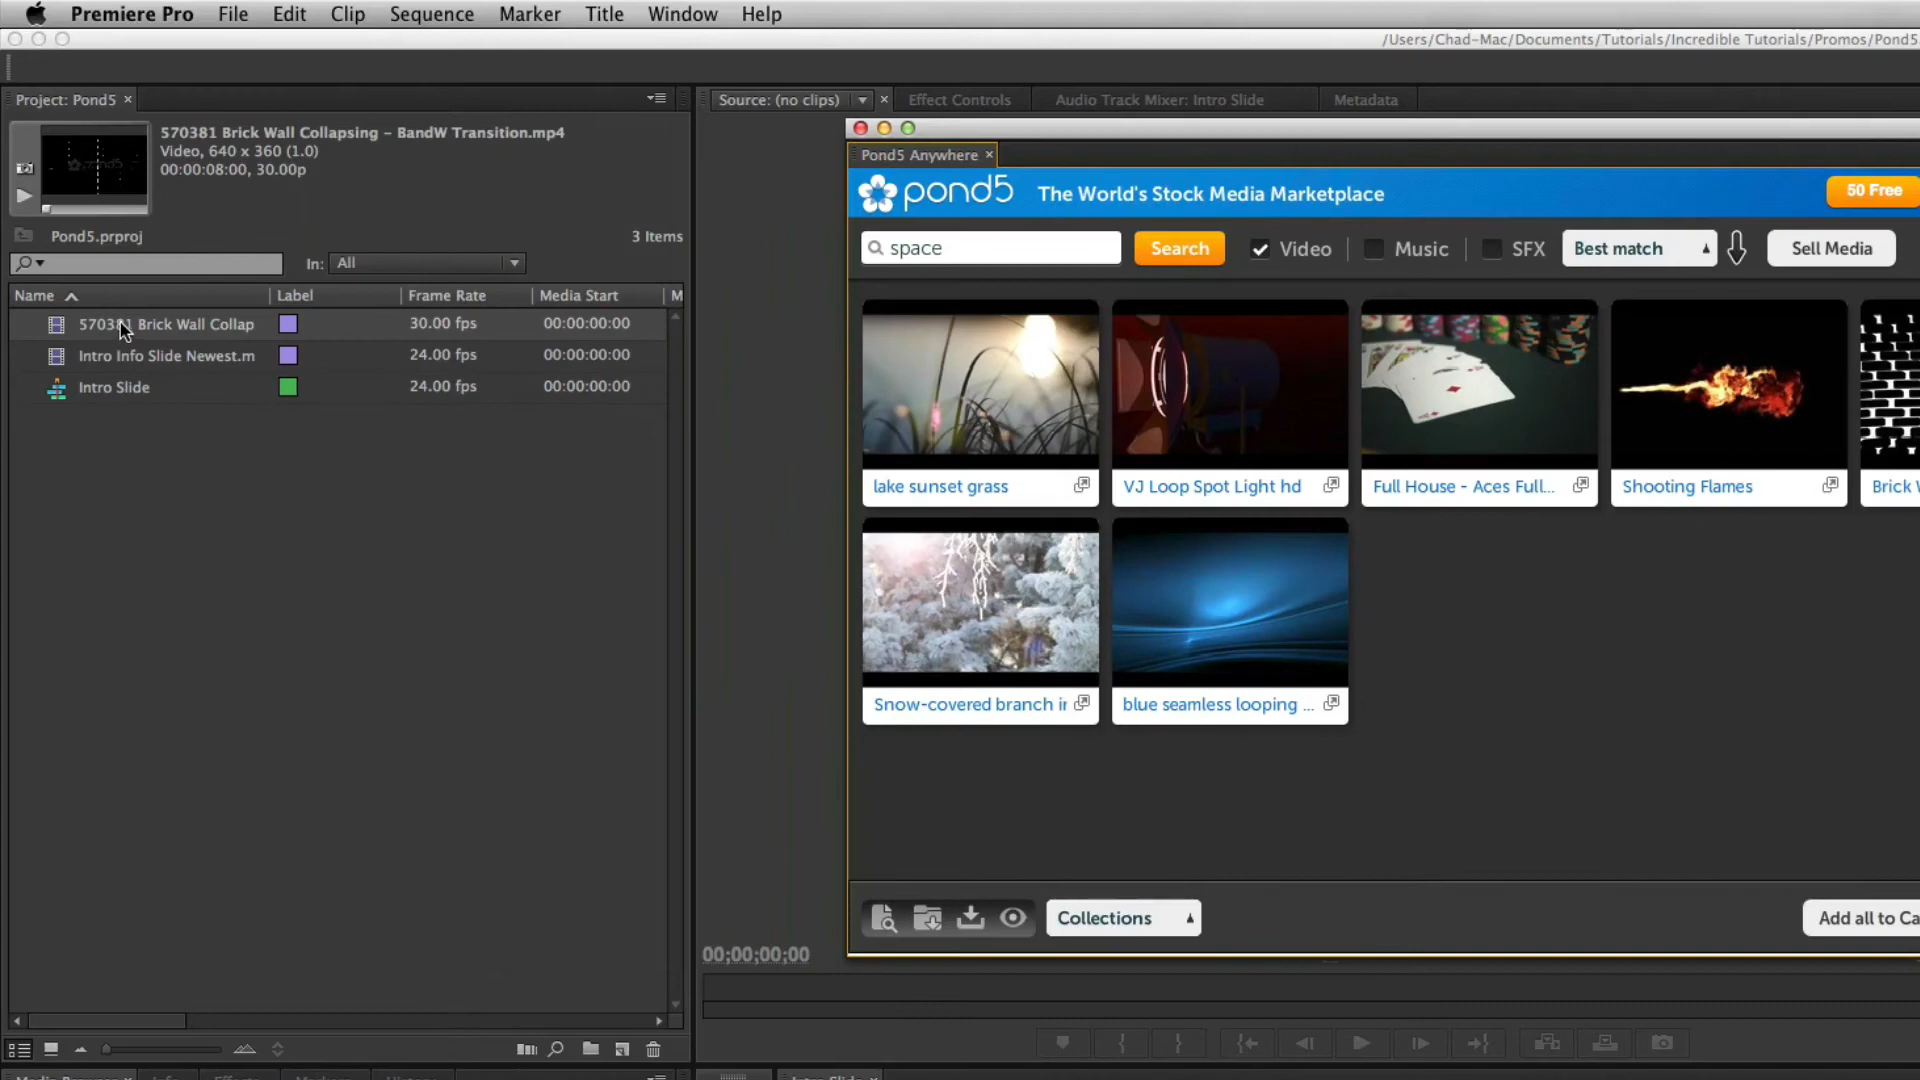 Premiere Pro File Edit Clip Sequence Marker Title Window Help
/Users/Chad-Mac/Documents/Tutorials/Incredible Tutorials/Promos/Pond5
Project: Pond5 ×
Source: (no clips) × Effect Controls Audio Track Mixer: Intro Slide Metadata
570381 Brick Wall Collapsing - BandW Transition.mp4
Video, 640 x 360 (1.0)
00:00:08:00, 30.00p
Pond5.prproj 3 Items
In: All
Name Label Frame Rate Media Start M
570381 Brick Wall Collap 30.00 fps 00:00:00:00
Intro Info Slide Newest.m 24.00 fps 00:00:00:00
Intro Slide 24.00 fps 00:00:00:00
Pond5 Anywhere ×
pond5 The World's Stock Media Marketplace 50 Free
space Search Video Music SFX Best match Sell Media
lake sunset grass VJ Loop Spot Light hd Full House - Aces Full... Shooting Flames Brick
Snow-covered branch in blue seamless looping ...
Collections Add all to Ca
00;00;00;00
Intro Slide ×